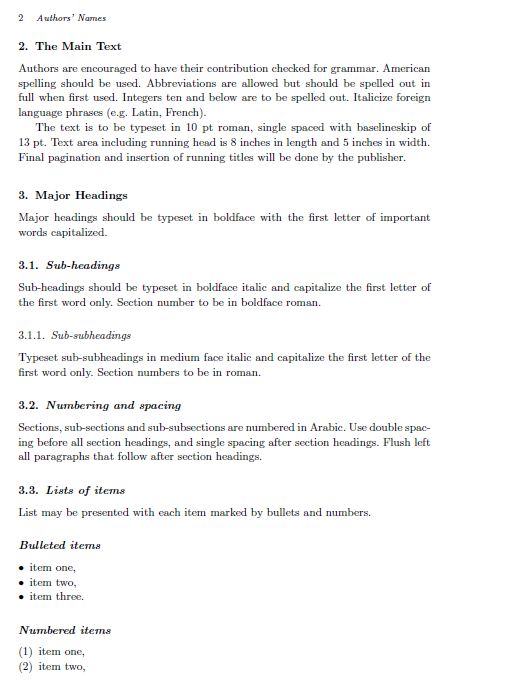 2 Authors' Names
2. The Main Text
Authors are encouraged to have their contribution checked for grammar. American
spelling should be used. Abbreviations are allowed but should be spelled out in
full when first used. Integers ten and below are to be spelled out. Italicize foreign
language phrases (e.g. Latin, French).
The text is to be typeset in 10 pt roman, single spaced with baselineskip of
13 pt. Text area including running head is 8 inches in length and 5 inches in width.
Final pagination and insertion of running titles will be done by the publisher.
3. Major Headings
Major headings should be typeset in boldface with the first letter of important
words capitalized.
3.1. Sub-headings
Sub-headings should be typeset in boldface italic and capitalize the first letter of
the first word only. Section number to be in boldface roman.
3.1.1. Sub-subheadings
Typeset sub-subheadings in medium face italic and capitalize the first letter of the
first word only. Section numbers to be in roman.
3.2. Numbering and spacing
Sections, sub-sections and sub-subsections are numbered in Arabic. Use double spac-
ing before all section headings, and single spacing after section headings. Flush left
all paragraphs that follow after section headings.
3.3. Lists of items
List may be presented with each item marked by bullets and numbers.
Bulleted items
• item one,
• item two,
• item three.
Numbered items
(1) item one,
(2) item two,